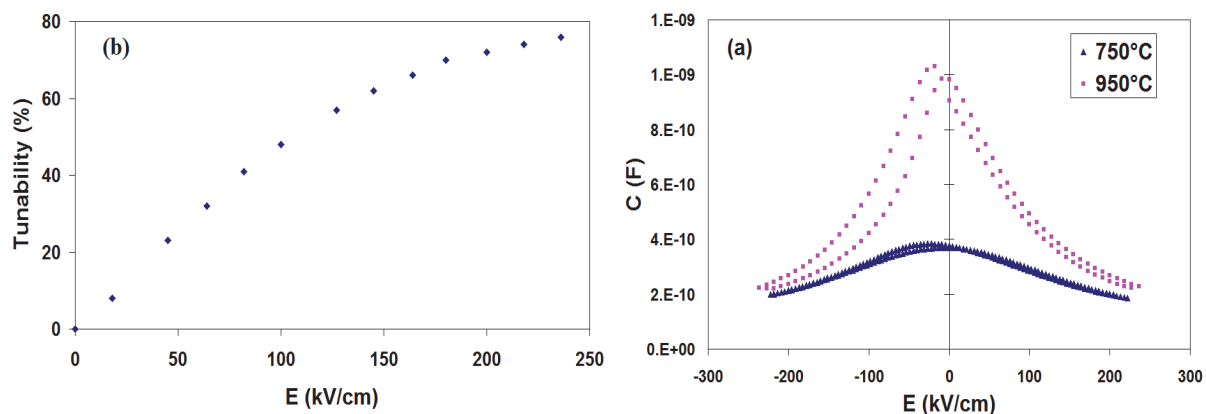 (b)
Tunability (%)
80
60
40
20
0
0 50 100 150 200 250
E (kV/cm)
(a)
750°C
950°C
C (F)
1.E-09
1.E-09
8.E-10
6.E-10
4.E-10
2.E-10
0.E+00
-300 -200 -100 0 100 200 300
E (kV/cm)